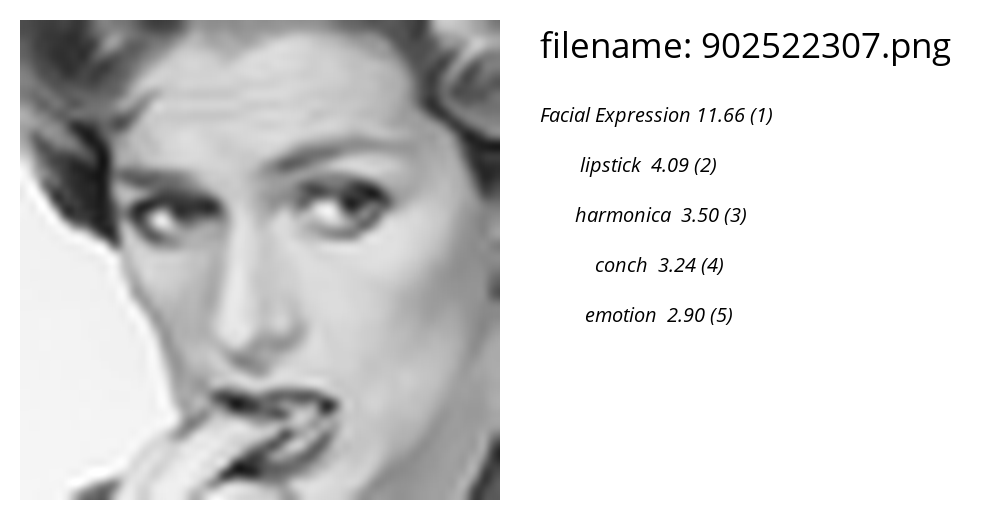 filename: 902522307.png
Facial Expression 11.66 (1)
lipstick 4.09 (2)
harmonica 3.50 (3)
conch 3.24 (4)
emotion 2.90 (5)